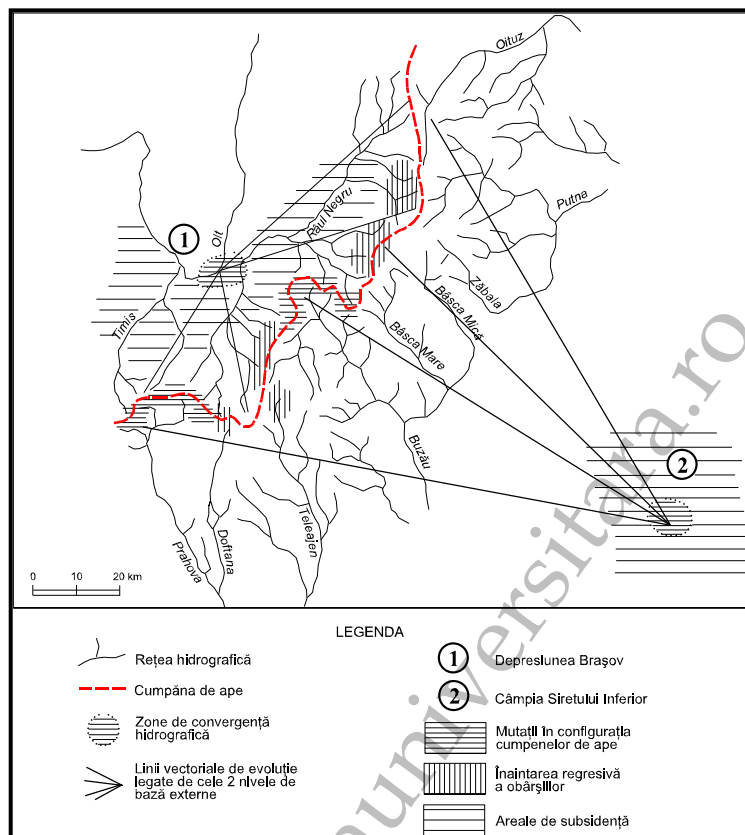 Oituz
Putna
Râul Negru
Olt
1
Zăbala
Bâsca Mică
Timiș
Bâsca Mare
2
Buzău
Teleajen
Doftana
Prahova
0 10 20 km
LEGENDA
Rețea hidrografică
Cumpăna de ape
Zone de convergență
hidrografică
Linii vectoriale de evoluție
legate de cele 2 nivele de
bază externe
1 Depresiunea Brașov
2 Câmpia Siretului Inferior
Mutații în configurația
cumpenelor de ape
Înaintarea regresivă
a obârșiilor
Areale de subsidență
universitara.ro